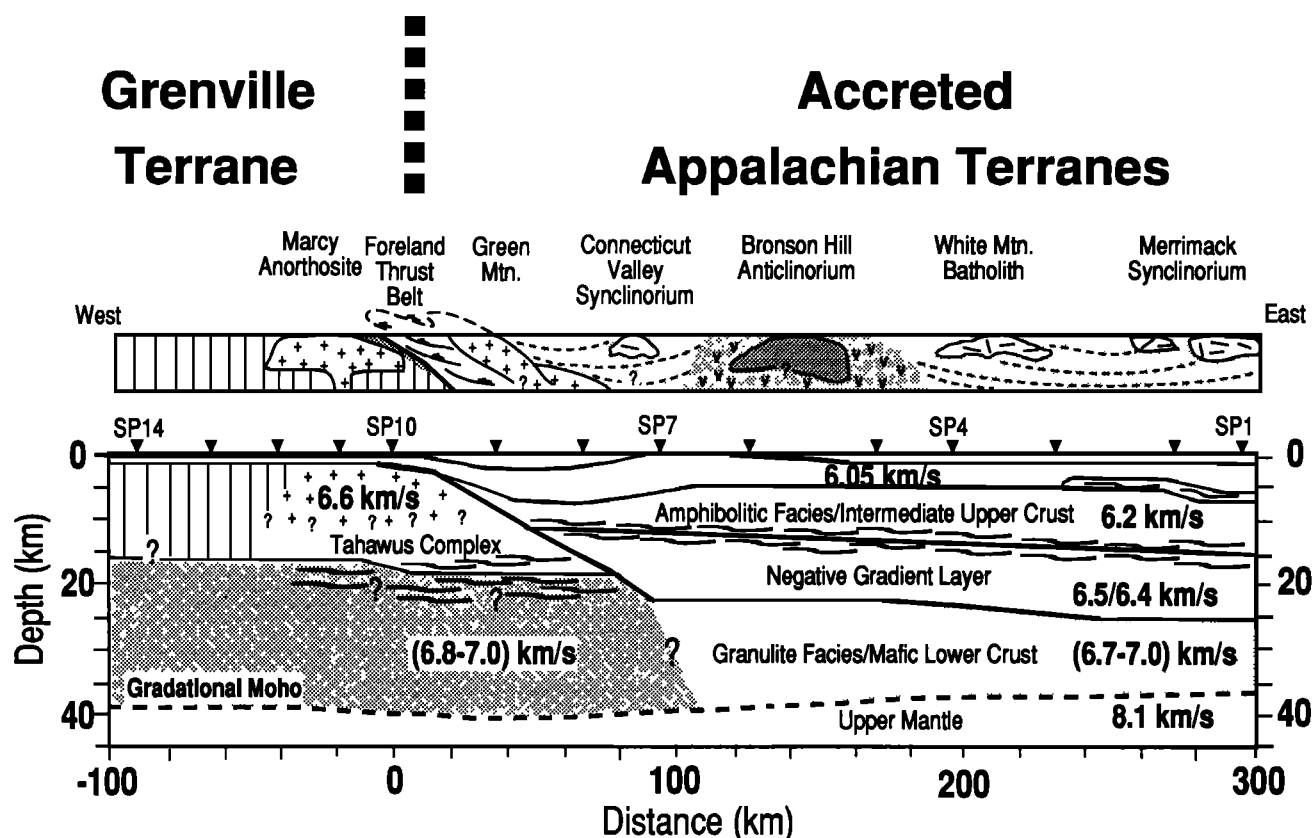 Grenville
Terrane
Accreted
Appalachian Terranes
Marcy
Anorthosite
Foreland
Thrust
Belt
Green
Mtn.
Connecticut
Valley
Synclinorium
Bronson Hill
Anticlinorium
White Mtn.
Batholith
Merrimack
Synclinorium
West
East
? ? ?
?
SP14
SP10
SP7
SP4
SP1
0
20
40
Depth (km)
0
20
40
6.05 km/s
6.6 km/s
? ? ? ? ?
Amphibolitic Facies/Intermediate Upper Crust
6.2 km/s
Tahawus Complex
?
Negative Gradient Layer
6.5/6.4 km/s
? ? ?
(6.8-7.0) km/s
?
Granulite Facies/Mafic Lower Crust
(6.7-7.0) km/s
Gradational Moho
Upper Mantle
8.1 km/s
-100
0
100
200
300
Distance (km)